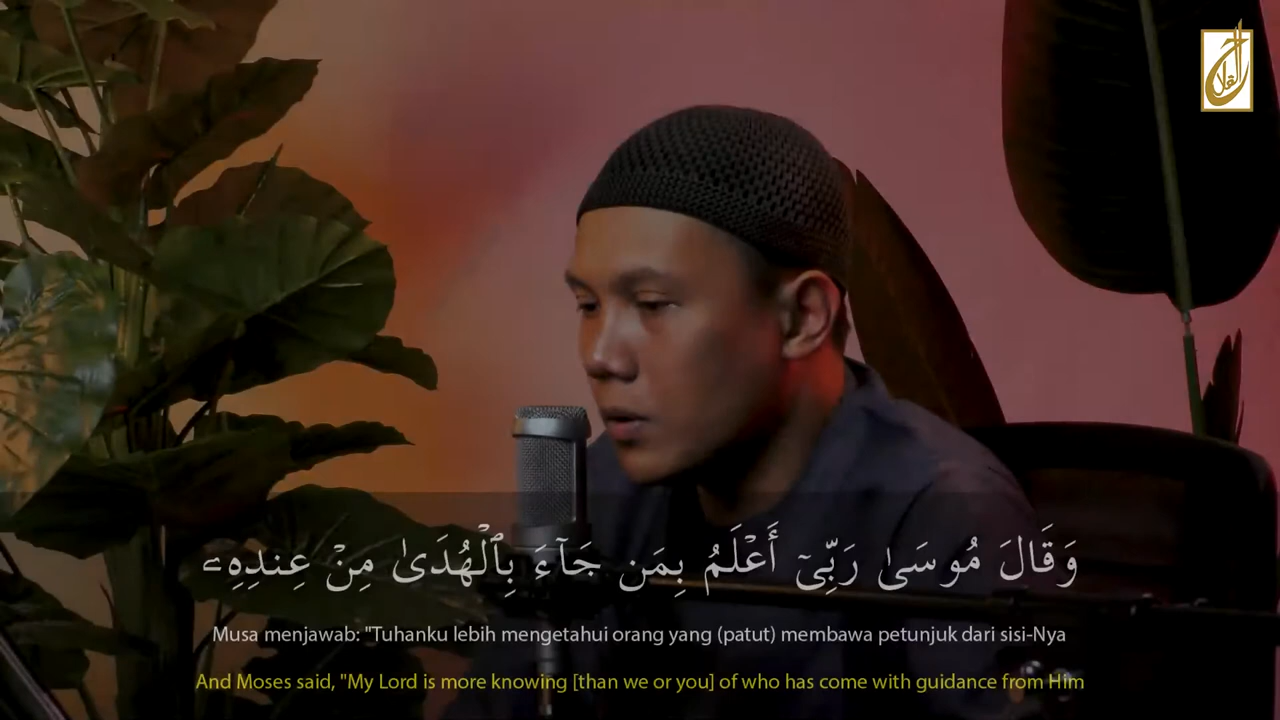 وَقَالَ مُوسَىٰ رَبِّىٓ أَعْلَمُ بِمَن جَآءَ بِٱلْهُدَىٰ مِنْ عِندِهِۦ
Musa menjawab: "Tuhanku lebih mengetahui orang yang (patut) membawa petunjuk dari sisi-Nya
And Moses said, "My Lord is more knowing [than we or you] of who has come with guidance from Him